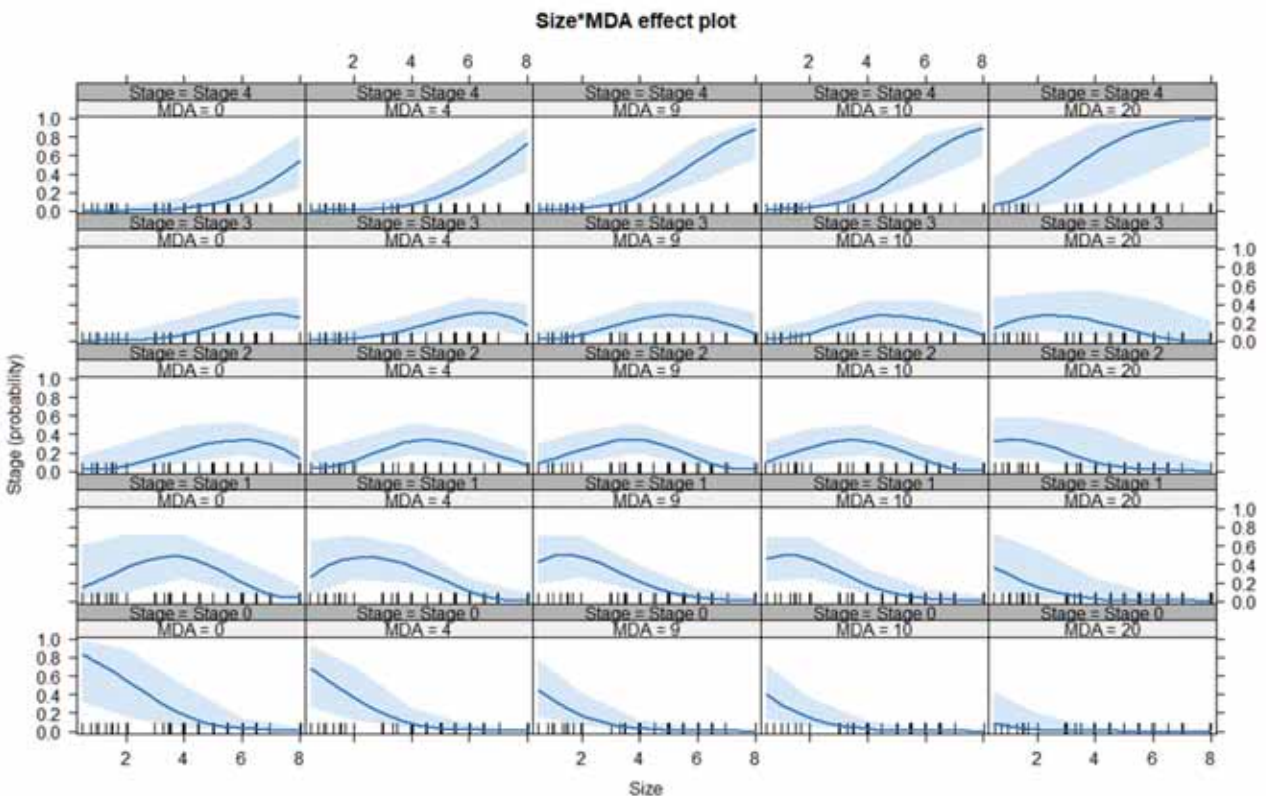 Size*MDA effect plot
2 4 6 8 2 4 6 8
Stage = Stage 4 Stage = Stage 4 Stage = Stage 4 Stage = Stage 4 Stage = Stage 4
MDA = 0 MDA = 4 MDA = 9 MDA = 10 MDA = 20
1.0
0.8
0.6
0.4
0.2
0.0
Stage = Stage 3 Stage = Stage 3 Stage = Stage 3 Stage = Stage 3 Stage = Stage 3
MDA = 0 MDA = 4 MDA = 9 MDA = 10 MDA = 20
1.0
0.8
0.6
0.4
0.2
0.0
Stage = Stage 2 Stage = Stage 2 Stage = Stage 2 Stage = Stage 2 Stage = Stage 2
MDA = 0 MDA = 4 MDA = 9 MDA = 10 MDA = 20
1.0
0.8
0.6
0.4
0.2
0.0
Stage (probability)
Stage = Stage 1 Stage = Stage 1 Stage = Stage 1 Stage = Stage 1 Stage = Stage 1
MDA = 0 MDA = 4 MDA = 9 MDA = 10 MDA = 20
1.0
0.8
0.6
0.4
0.2
0.0
Stage = Stage 0 Stage = Stage 0 Stage = Stage 0 Stage = Stage 0 Stage = Stage 0
MDA = 0 MDA = 4 MDA = 9 MDA = 10 MDA = 20
1.0
0.8
0.6
0.4
0.2
0.0
2 4 6 8 2 4 6 8 2 4 6 8
Size